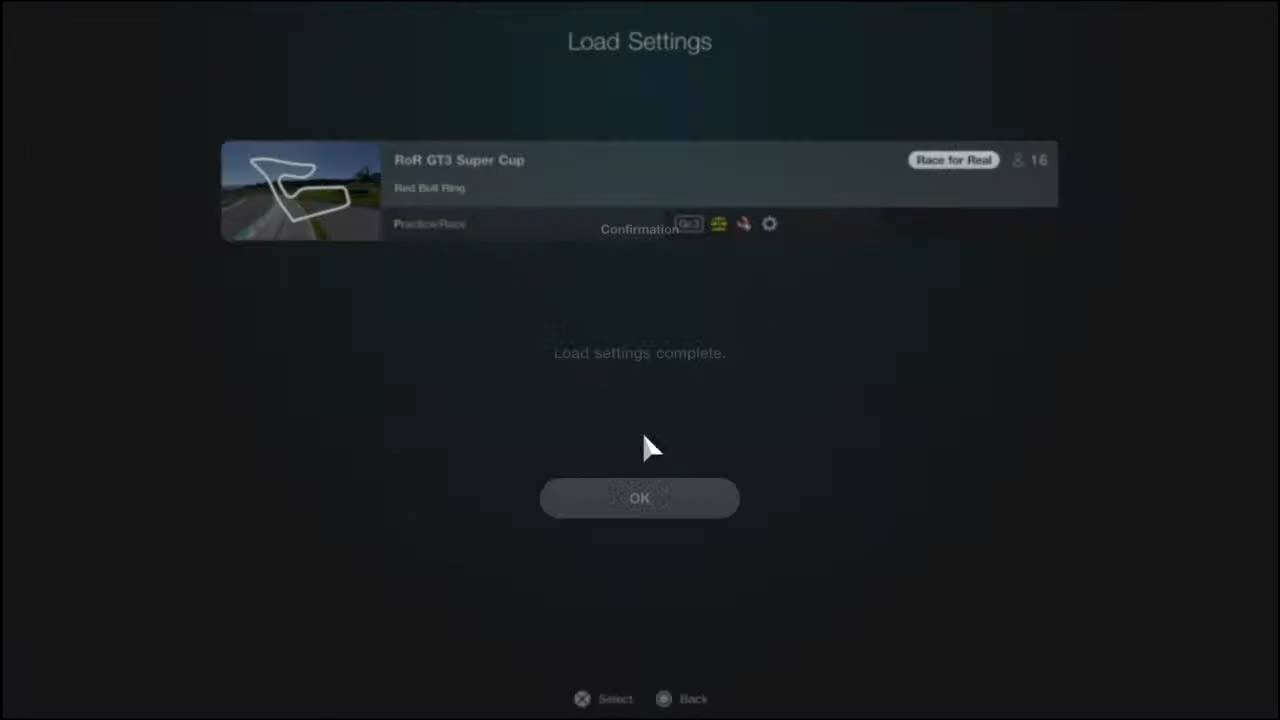 Load Settings
RoR GT3 Super Cup
Race for Real
16
Red Bull Ring
Practice/Race
Gr.3
Confirmation
Load settings complete.
OK
Select
Back